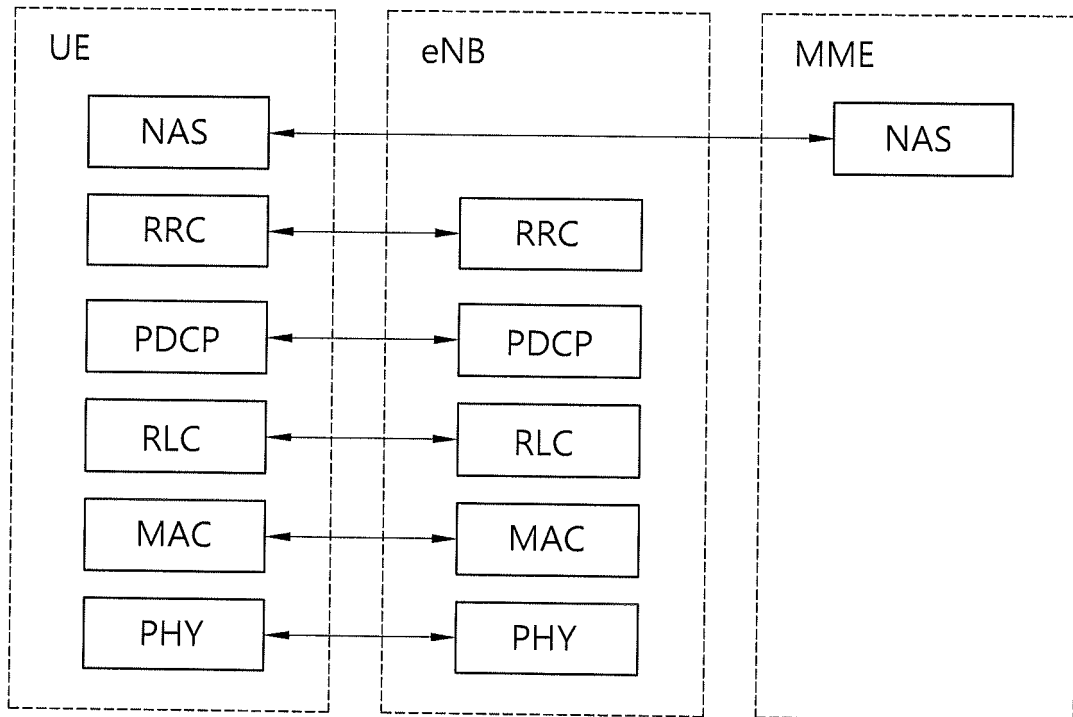 UE
eNB
MME
NAS
NAS
RRC
RRC
PDCP
PDCP
RLC
RLC
MAC
MAC
PHY
PHY